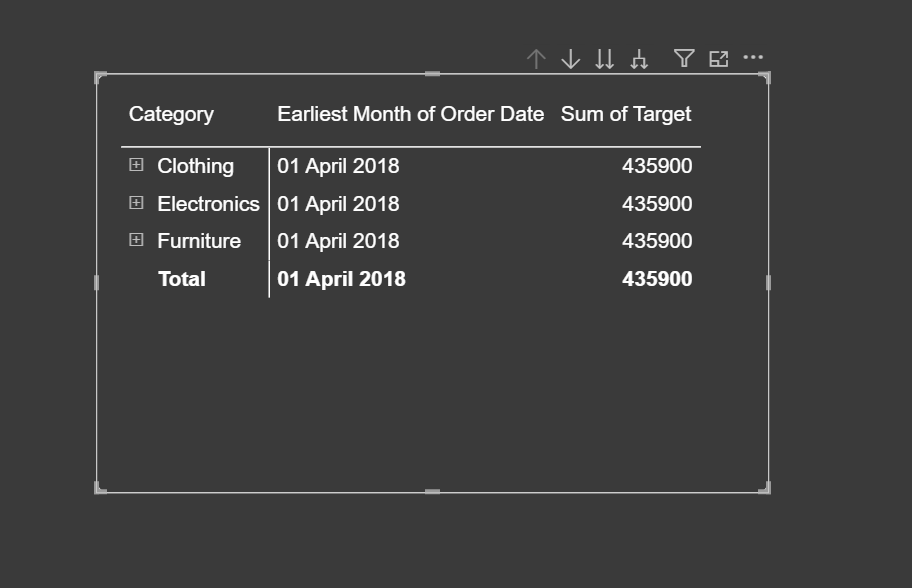 Category Earliest Month of Order Date Sum of Target
Clothing 01 April 2018 435900
Electronics 01 April 2018 435900
Furniture 01 April 2018 435900
Total 01 April 2018 435900